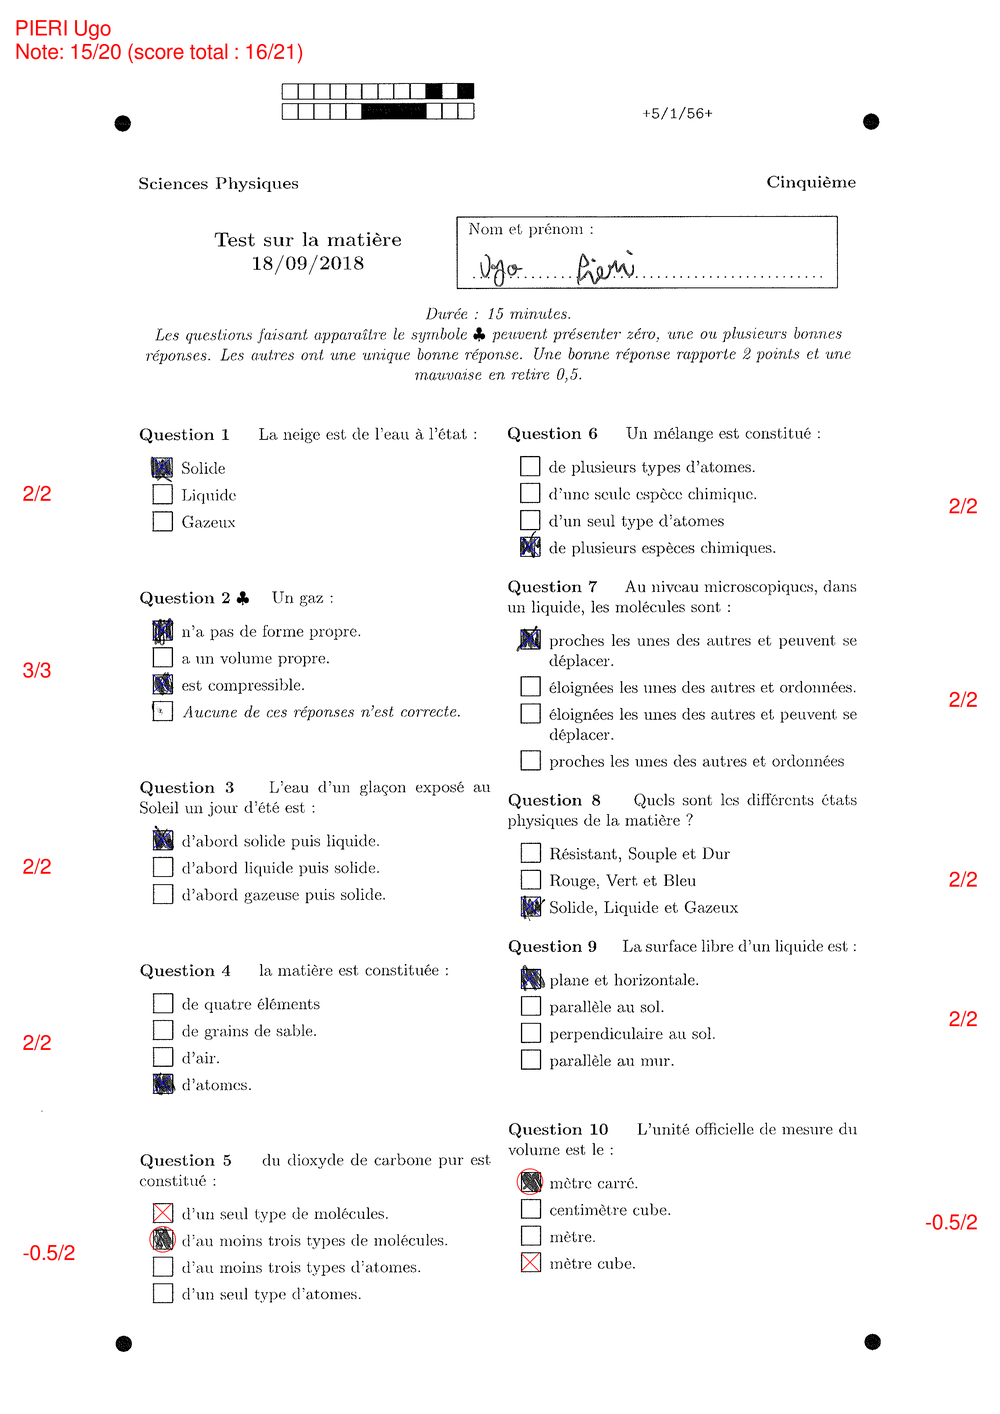 PIERI Ugo
Note: 15/20 (score total : 16/21)
+5/1/56+
Sciences Physiques
Cinquième
Test sur la matière
18/09/2018
Nom et prénom :
Ugo Pieri
Durée : 15 minutes.
Les questions faisant apparaître le symbole ♣ peuvent présenter zéro, une ou plusieurs bonnes
réponses. Les autres ont une unique bonne réponse. Une bonne réponse rapporte 2 points et une
mauvaise en retire 0,5.
Question 1 La neige est de l'eau à l'état :
Solide
Liquide
Gazeux
2/2
Question 2 ♣ Un gaz :
n'a pas de forme propre.
a un volume propre.
est compressible.
Aucune de ces réponses n'est correcte.
3/3
Question 3 L'eau d'un glaçon exposé au
Soleil un jour d'été est :
d'abord solide puis liquide.
d'abord liquide puis solide.
d'abord gazeuse puis solide.
2/2
Question 4 la matière est constituée :
de quatre éléments
de grains de sable.
d'air.
d'atomes.
2/2
Question 5 du dioxyde de carbone pur est
constitué :
d'un seul type de molécules.
d'au moins trois types de molécules.
d'au moins trois types d'atomes.
d'un seul type d'atomes.
-0.5/2
Question 6 Un mélange est constitué :
de plusieurs types d'atomes.
d'une seule espèce chimique.
d'un seul type d'atomes
de plusieurs espèces chimiques.
2/2
Question 7 Au niveau microscopiques, dans
un liquide, les molécules sont :
proches les unes des autres et peuvent se
déplacer.
éloignées les unes des autres et ordonnées.
éloignées les unes des autres et peuvent se
déplacer.
proches les unes des autres et ordonnées
2/2
Question 8 Quels sont les différents états
physiques de la matière ?
Résistant, Souple et Dur
Rouge, Vert et Bleu
Solide, Liquide et Gazeux
2/2
Question 9 La surface libre d'un liquide est :
plane et horizontale.
parallèle au sol.
perpendiculaire au sol.
parallèle au mur.
2/2
Question 10 L'unité officielle de mesure du
volume est le :
mètre carré.
centimètre cube.
mètre.
mètre cube.
-0.5/2